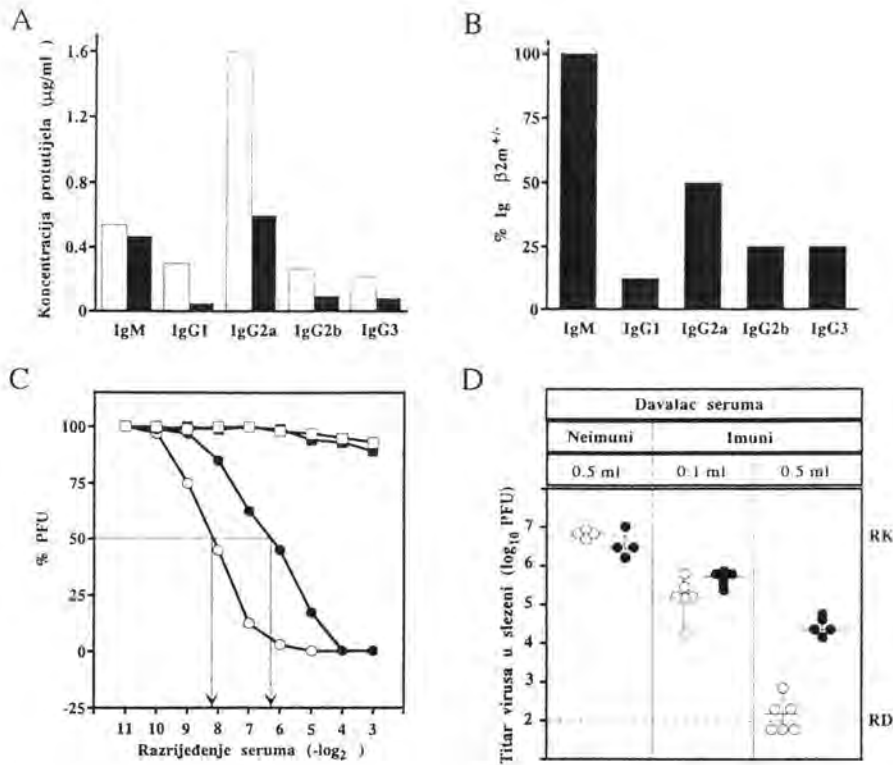 A
Koncentracija protutijela (µg/ml)
1.6
1.2
0.8
0.4
0
IgM IgG1 IgG2a IgG2b IgG3
B
% Ig β2m+/-
100
75
50
25
0
IgM IgG1 IgG2a IgG2b IgG3
C
% PFU
100
75
50
25
0
-25
11 10 9 8 7 6 5 4 3
Razrijeđenje seruma (-log2)
D
Davalac seruma
Neimuni Imuni
0.5 ml 0.1 ml 0.5 ml
Titar virusa u slezeni (log10 PFU)
7
6
5
4
3
2
RK
RD